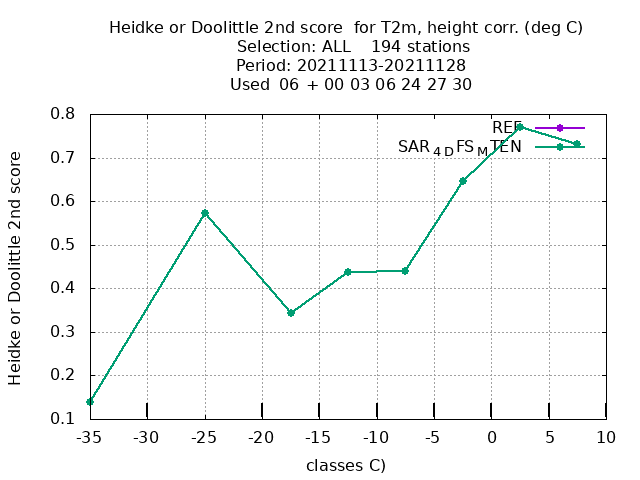 Heidke or Doolittle 2nd score  for T2m, height corr. (deg C)
Selection: ALL    194 stations
Period: 20211113-20211128
Used  06  + 00 03 06 24 27 30
Heidke or Doolittle 2nd score
0.8
0.7
0.6
0.5
0.4
0.3
0.2
0.1
REF
SAR4DFSMTEN
-35 -30 -25 -20 -15 -10 -5 0 5 10
classes C)